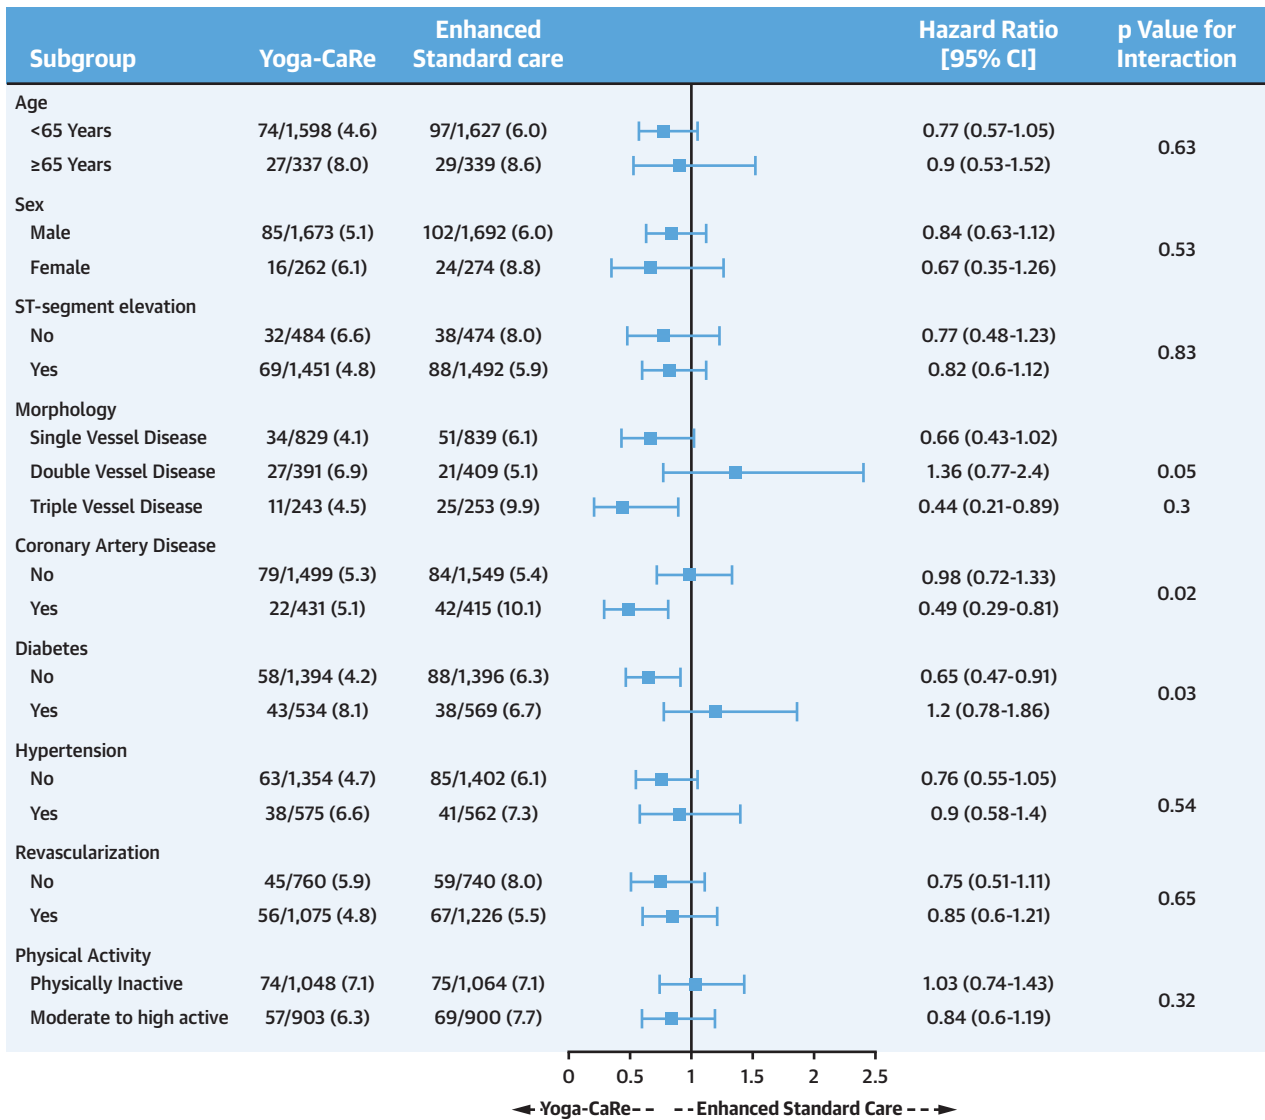 Subgroup Yoga-CaRe Enhanced Standard care Hazard Ratio [95% CI] p Value for Interaction
Age
<65 Years 74/1,598 (4.6) 97/1,627 (6.0) 0.77 (0.57-1.05)
0.63
≥65 Years 27/337 (8.0) 29/339 (8.6) 0.9 (0.53-1.52)
Sex
Male 85/1,673 (5.1) 102/1,692 (6.0) 0.84 (0.63-1.12)
0.53
Female 16/262 (6.1) 24/274 (8.8) 0.67 (0.35-1.26)
ST-segment elevation
No 32/484 (6.6) 38/474 (8.0) 0.77 (0.48-1.23)
0.83
Yes 69/1,451 (4.8) 88/1,492 (5.9) 0.82 (0.6-1.12)
Morphology
Single Vessel Disease 34/829 (4.1) 51/839 (6.1) 0.66 (0.43-1.02)
Double Vessel Disease 27/391 (6.9) 21/409 (5.1) 1.36 (0.77-2.4) 0.05
Triple Vessel Disease 11/243 (4.5) 25/253 (9.9) 0.44 (0.21-0.89) 0.3
Coronary Artery Disease
No 79/1,499 (5.3) 84/1,549 (5.4) 0.98 (0.72-1.33)
0.02
Yes 22/431 (5.1) 42/415 (10.1) 0.49 (0.29-0.81)
Diabetes
No 58/1,394 (4.2) 88/1,396 (6.3) 0.65 (0.47-0.91)
0.03
Yes 43/534 (8.1) 38/569 (6.7) 1.2 (0.78-1.86)
Hypertension
No 63/1,354 (4.7) 85/1,402 (6.1) 0.76 (0.55-1.05)
0.54
Yes 38/575 (6.6) 41/562 (7.3) 0.9 (0.58-1.4)
Revascularization
No 45/760 (5.9) 59/740 (8.0) 0.75 (0.51-1.11)
0.65
Yes 56/1,075 (4.8) 67/1,226 (5.5) 0.85 (0.6-1.21)
Physical Activity
Physically Inactive 74/1,048 (7.1) 75/1,064 (7.1) 1.03 (0.74-1.43)
0.32
Moderate to high active 57/903 (6.3) 69/900 (7.7) 0.84 (0.6-1.19)
0 0.5 1 1.5 2 2.5
Yoga-CaRe Enhanced Standard Care